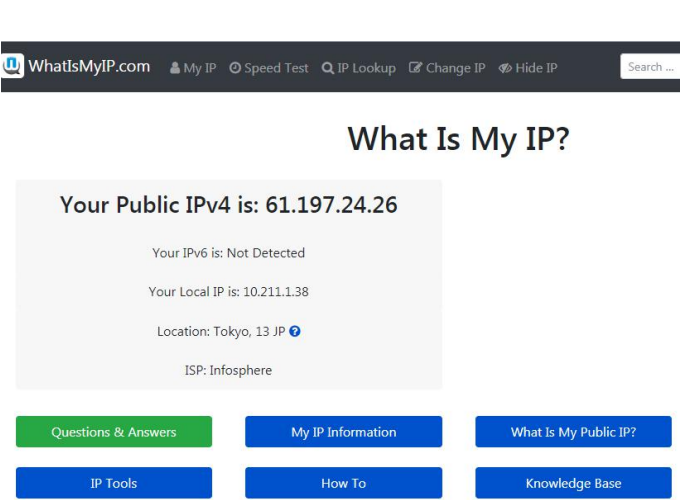 WhatIsMyIP.com My IP Speed Test IP Lookup Change IP Hide IP Search ...
What Is My IP?
Your Public IPv4 is: 61.197.24.26
Your IPv6 is: Not Detected
Your Local IP is: 10.211.1.38
Location: Tokyo, 13 JP ?
ISP: Infosphere
Questions & Answers My IP Information What Is My Public IP?
IP Tools How To Knowledge Base